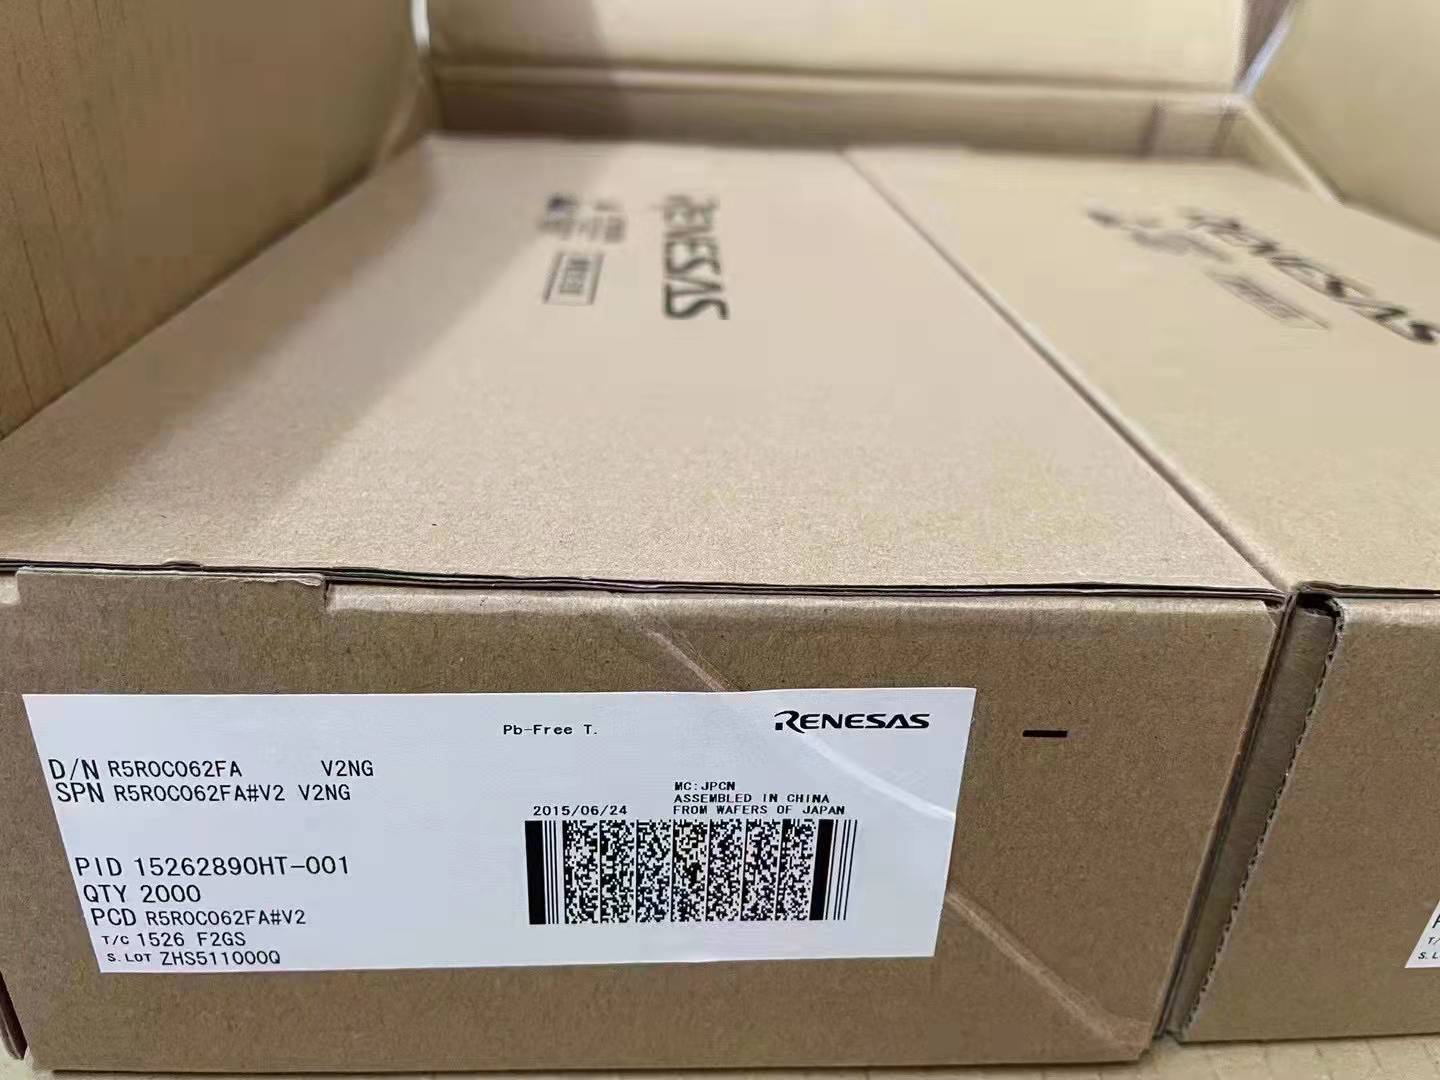 RENESAS
RENESAS
Pb-Free T.
RENESAS
D/N R5R0C062FA V2NG
SPN R5R0C062FA#V2 V2NG
MC:JPCN
ASSEMBLED IN CHINA
2015/06/24 FROM WAFERS OF JAPAN
PID 15262890HT-001
QTY 2000
PCD R5R0C062FA#V2
T/C 1526 F2GS
S.LOT ZHS511000Q